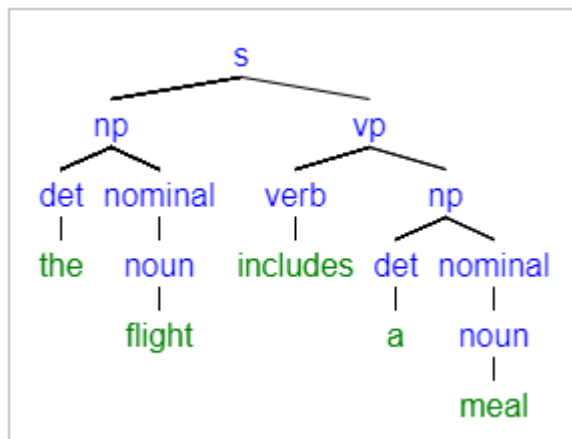 s
np vp
det nominal verb np
the noun includes det nominal
flight a noun
meal